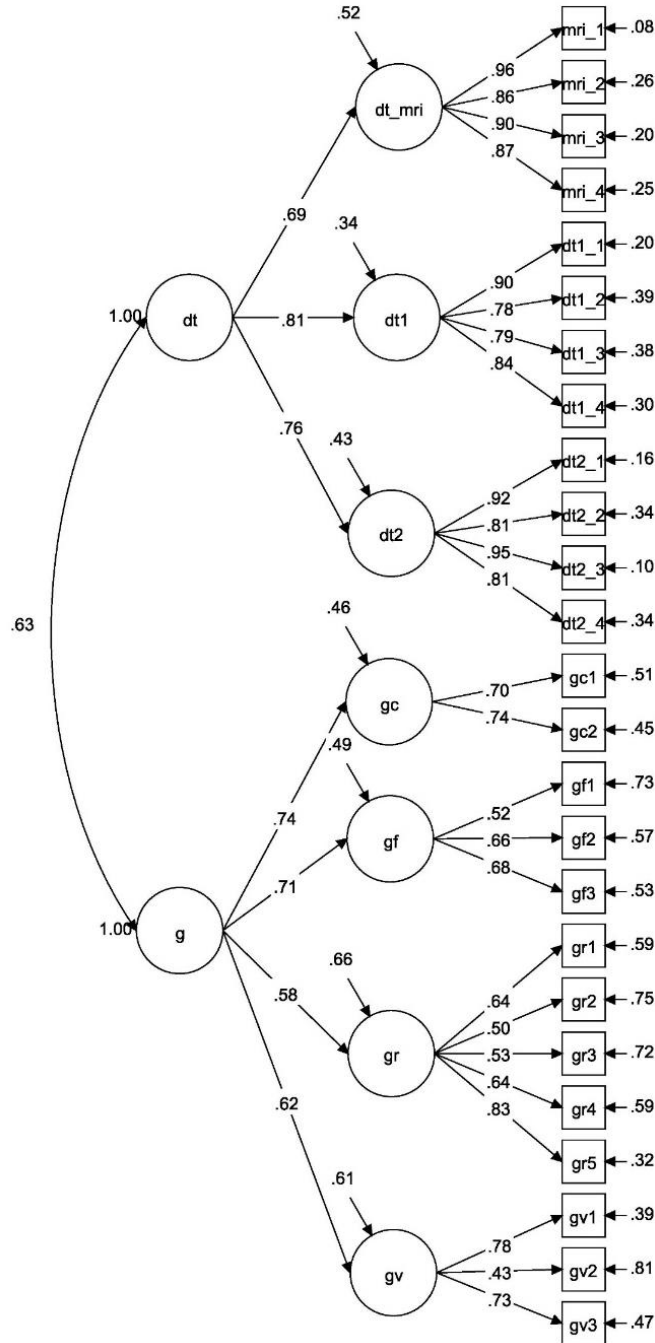 .52
mri_1 .08
.96
mri_2 .26
.86
dt_mri
.90
mri_3 .20
.87
mri_4 .25
.69
.34
dt1_1 .20
.90
dt1_2 .39
.78
1.00 dt .81 dt1
.79
dt1_3 .38
.84
dt1_4 .30
.76
.43
dt2_1 .16
.92
dt2_2 .34
.81
dt2
.95
dt2_3 .10
.81
dt2_4 .34
.63
.46
gc1 .51
.70
gc
.74
gc2 .45
.49
.74
gf1 .73
.52
gf
.66
gf2 .57
.71
.68
gf3 .53
1.00 g
gr1 .59
.66
.58
.64
gr2 .75
.50
gr .53 gr3 .72
.64
gr4 .59
.62
.83
gr5 .32
.61
gv1 .39
.78
gv
.43
gv2 .81
.73
gv3 .47